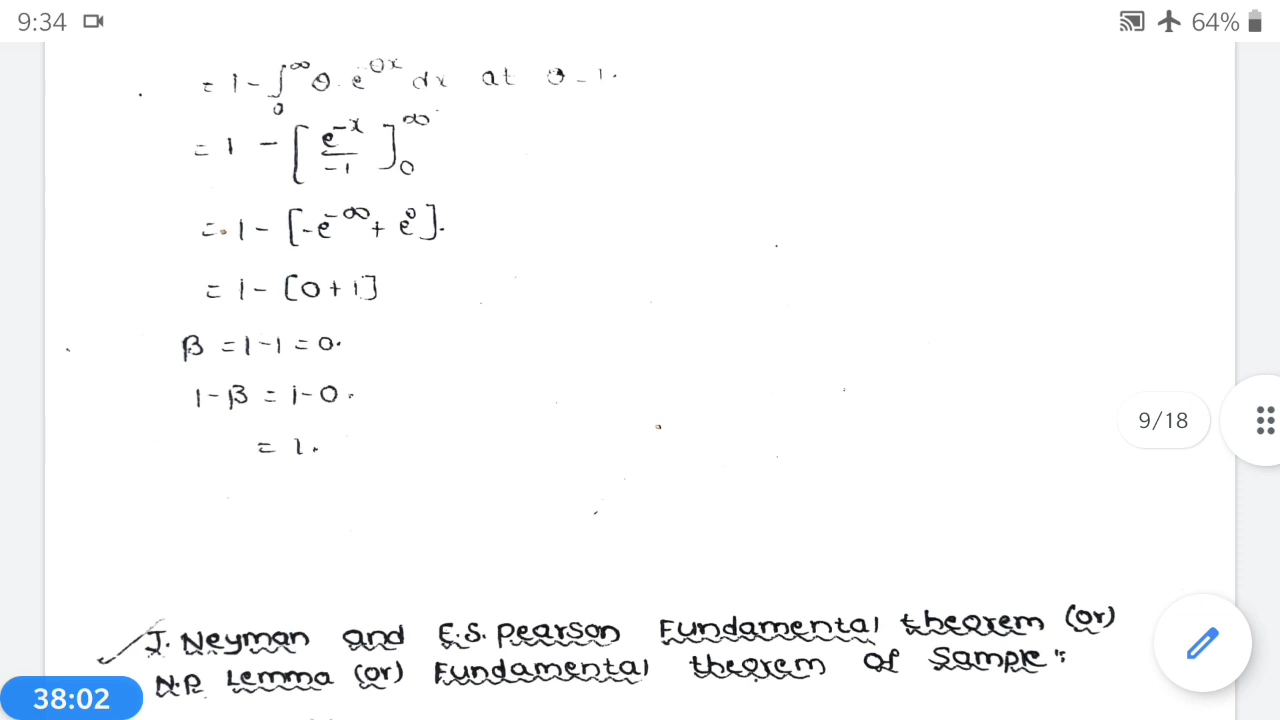 9:34
64%
= 1 - ∫₀^∞ θ. e^θx dx at θ - 1.
= 1 - [e^-x / -1]₀^∞
= 1 - [-e^-∞ + e^0].
= 1 - [0 + 1]
β = 1 - 1 = 0.
1 - β = 1 - 0.
= 1.
9/18
J. Neyman and E.S. Pearson Fundamental theorem (or)
N.P. Lemma (or) Fundamental theorem of Sample":
38:02